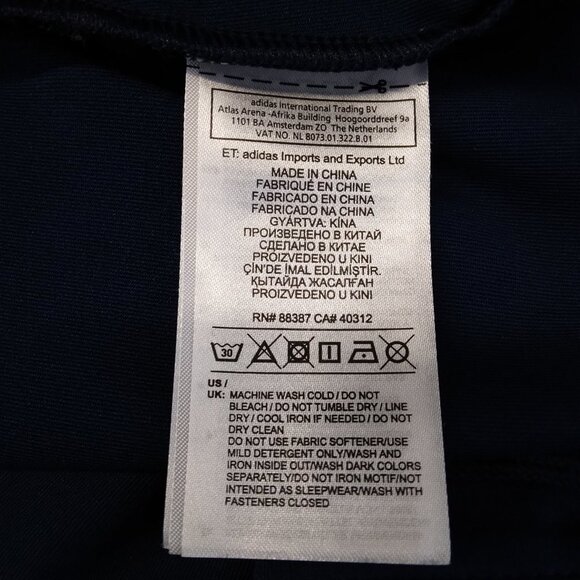 adidas International Trading BV
Atlas Arena -Afrika Building Hoogoorddreef 9a
1101 BA Amsterdam ZO The Netherlands
VAT NO. NL 8073.01.322.B.01
ET: adidas Imports and Exports Ltd
MADE IN CHINA
FABRIQUÉ EN CHINE
FABRICADO EN CHINA
FABRICADO NA CHINA
GYÁRTVA: KÍNA
ПРОИЗВЕДЕНО В КИТАЙ
СДЕЛАНО В КИТАЕ
PROIZVEDENO U KINI
ÇİN'DE İMAL EDİLMİŞTİR.
ҚЫТАЙДА ЖАСАЛҒАН
PROIZVEDENO U KINI
RN# 88387 CA# 40312
30
US /
UK: MACHINE WASH COLD / DO NOT
BLEACH / DO NOT TUMBLE DRY / LINE
DRY / COOL IRON IF NEEDED / DO NOT
DRY CLEAN
DO NOT USE FABRIC SOFTENER/USE
MILD DETERGENT ONLY/WASH AND
IRON INSIDE OUT/WASH DARK COLORS
SEPARATELY/DO NOT IRON MOTIF/NOT
INTENDED AS SLEEPWEAR/WASH WITH
FASTENERS CLOSED